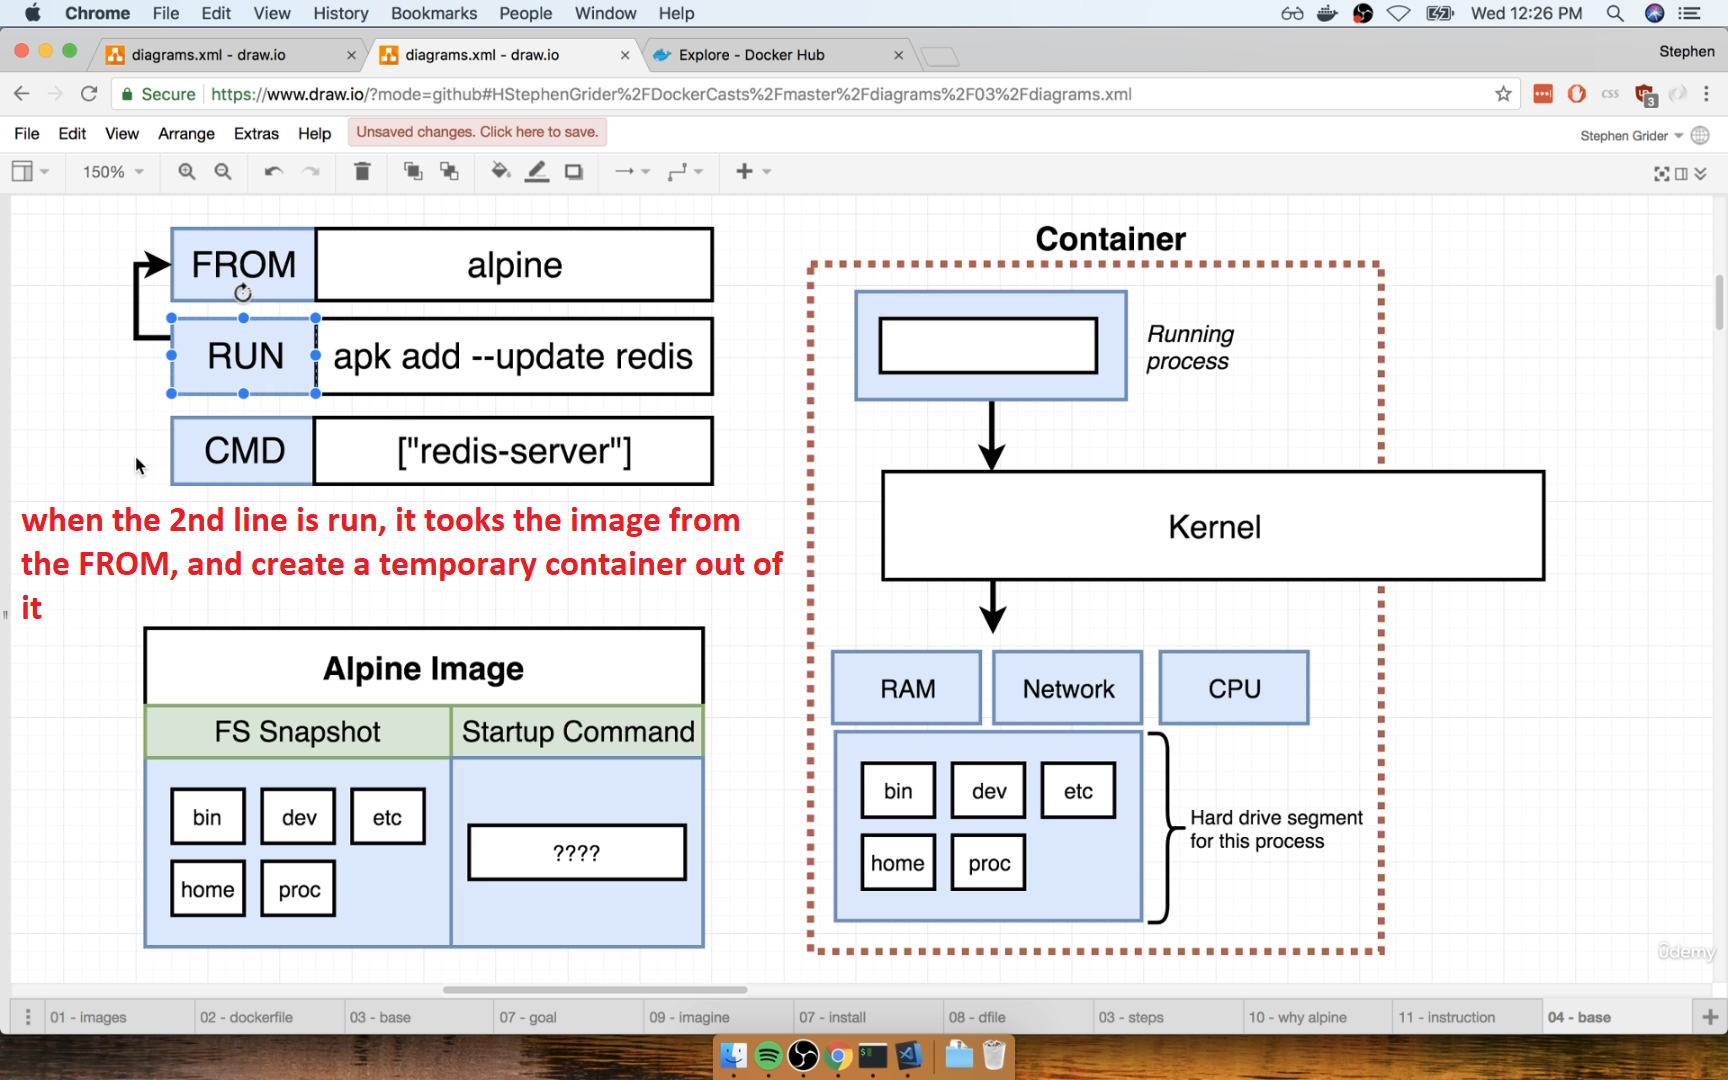 Chrome File Edit View History Bookmarks People Window Help Wed 12:26 PM
diagrams.xml - draw.io diagrams.xml - draw.io Explore - Docker Hub Stephen
Secure https://www.draw.io/?mode=github#HStephenGrider%2FDockerCasts%2Fmaster%2Fdiagrams%2F03%2Fdiagrams.xml CSS 3
File Edit View Arrange Extras Help Unsaved changes. Click here to save. Stephen Grider
150%
FROM alpine
RUN apk add --update redis
CMD ["redis-server"]
when the 2nd line is run, it tooks the image from
the FROM, and create a temporary container out of
it
Alpine Image
FS Snapshot Startup Command
bin dev etc
home proc
????
Container
Running
process
Kernel
RAM Network CPU
bin dev etc
home proc
Hard drive segment
for this process
ûdemy
01 - images 02 - dockerfile 03 - base 07 - goal 09 - imagine 07 - install 08 - dfile 03 - steps 10 - why alpine 11 - instruction 04 - base